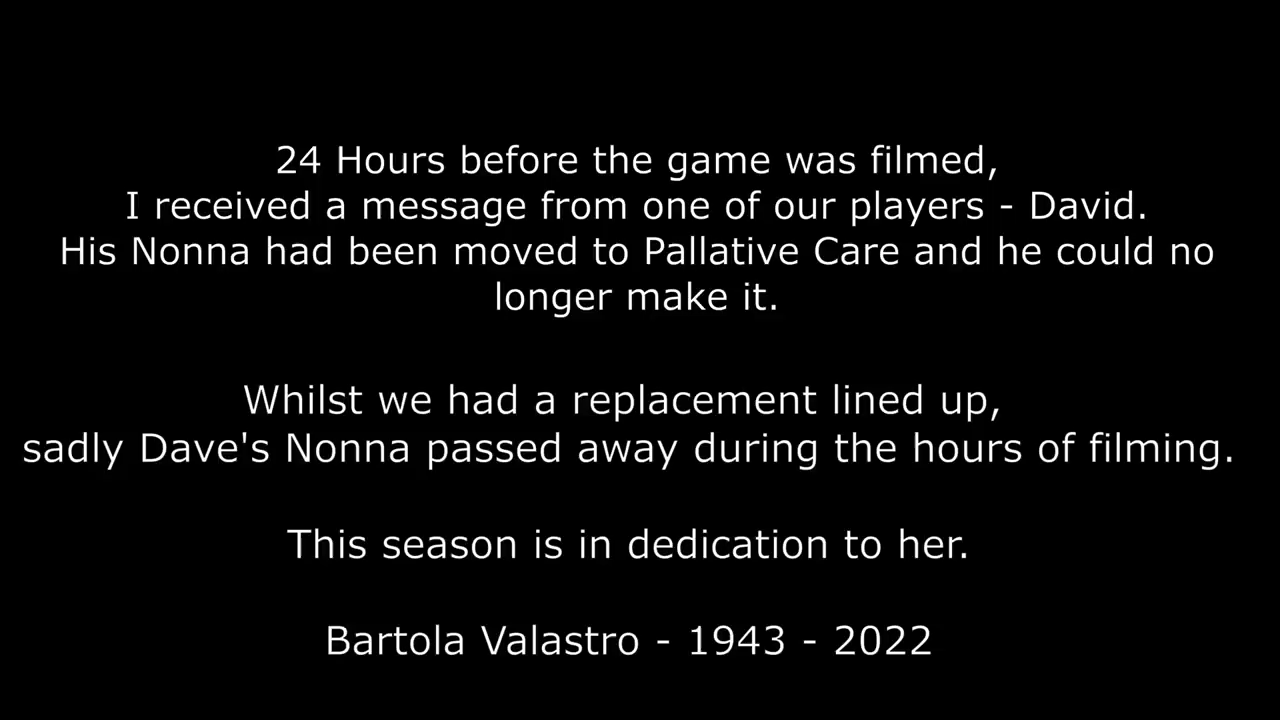 24 Hours before the game was filmed,
I received a message from one of our players - David.
His Nonna had been moved to Pallative Care and he could no
longer make it.
Whilst we had a replacement lined up,
sadly Dave's Nonna passed away during the hours of filming.
This season is in dedication to her.
Bartola Valastro - 1943 - 2022